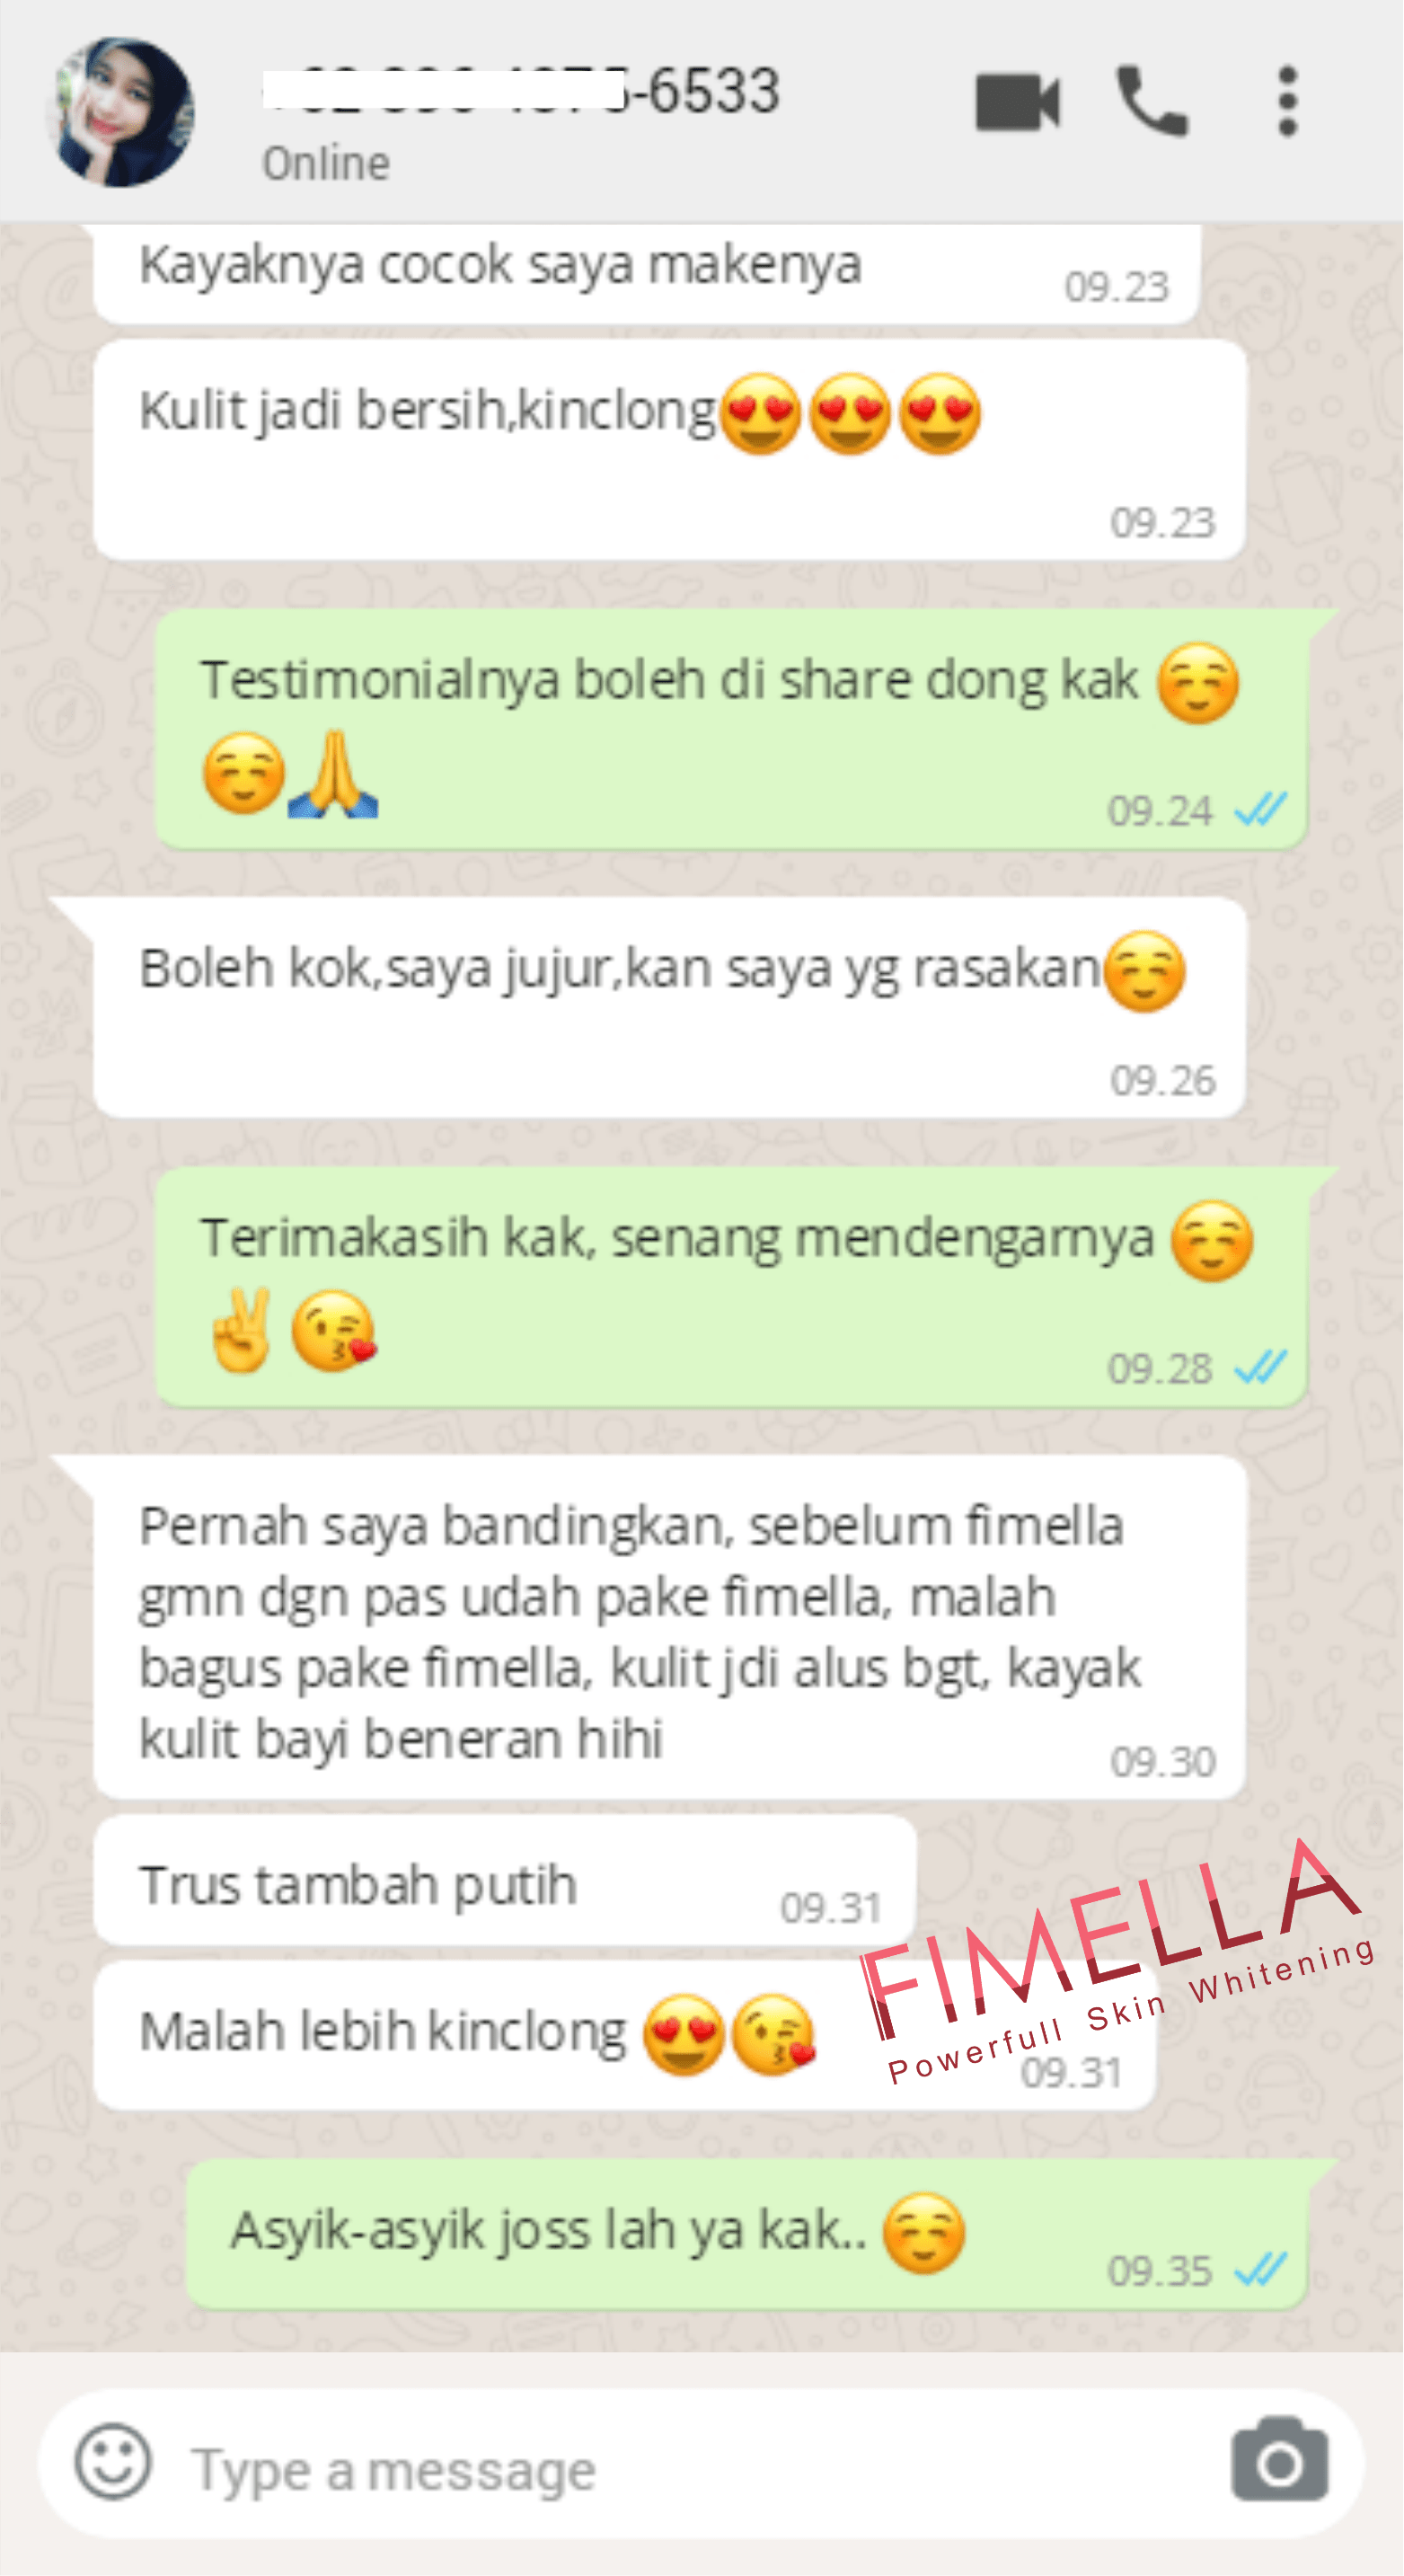 -6533
Online
Kayaknya cocok saya makenya
09.23
Kulit jadi bersih,kinclong😍😍😍
09.23
Testimonialnya boleh di share dong kak ☺️
☺️🙏
09.24
Boleh kok,saya jujur,kan saya yg rasakan☺️
09.26
Terimakasih kak, senang mendengarnya ☺️
✌️😘
09.28
Pernah saya bandingkan, sebelum fimella
gmn dgn pas udah pake fimella, malah
bagus pake fimella, kulit jdi alus bgt, kayak
kulit bayi beneran hihi
09.30
Trus tambah putih
09.31
Malah lebih kinclong 😍😘
09.31
FIMELLA
Powerfull Skin Whitening
Asyik-asyik joss lah ya kak.. ☺️
09.35
Type a message